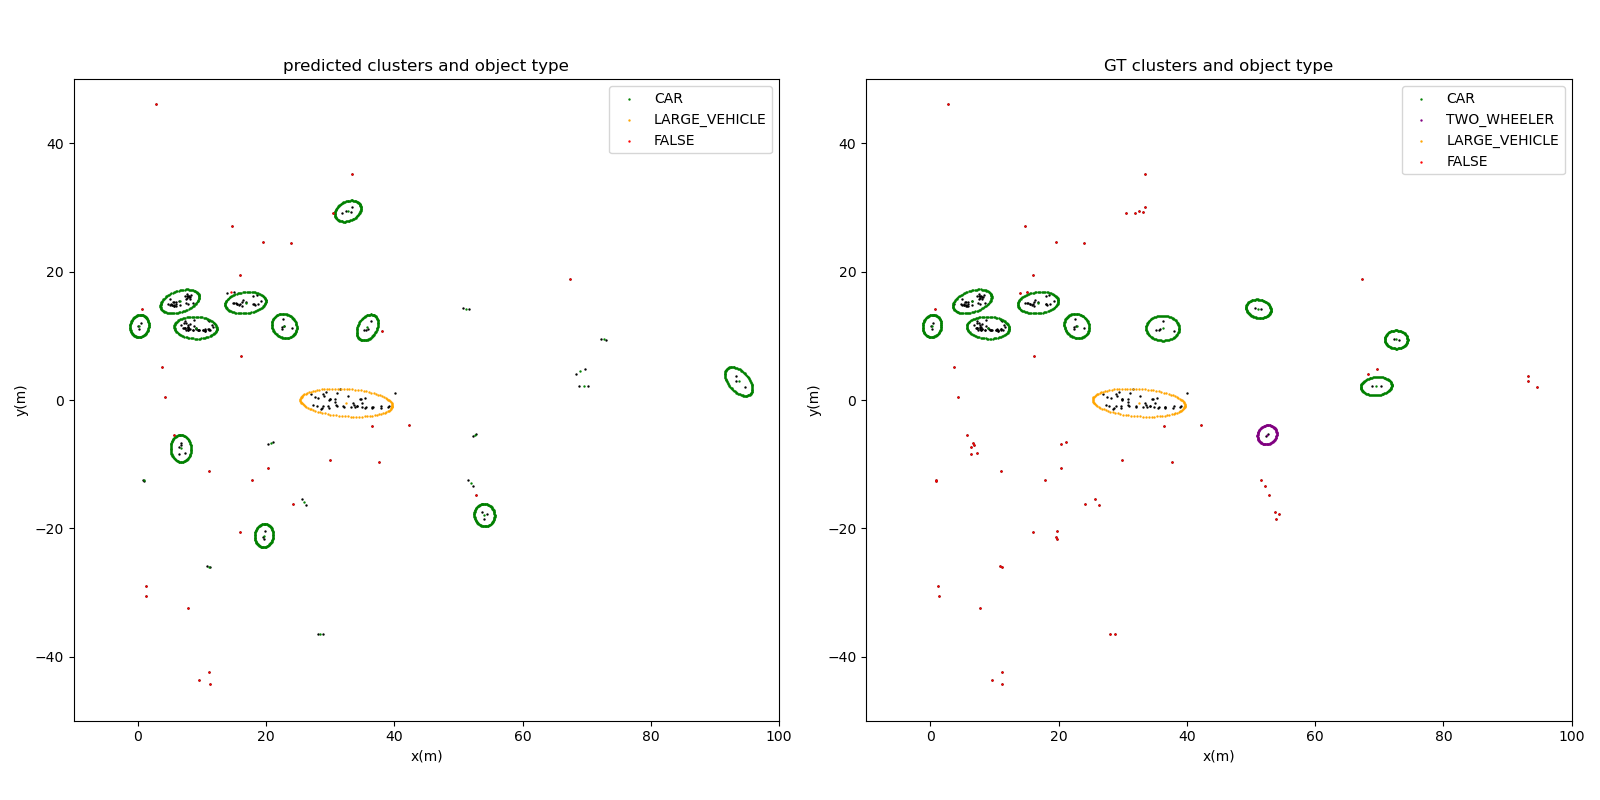 predicted clusters and object type
CAR
LARGE_VEHICLE
FALSE
40
20
0
−20
−40
y(m)
0
20
40
60
80
100
x(m)
GT clusters and object type
CAR
TWO_WHEELER
LARGE_VEHICLE
FALSE
40
20
0
−20
−40
y(m)
0
20
40
60
80
100
x(m)